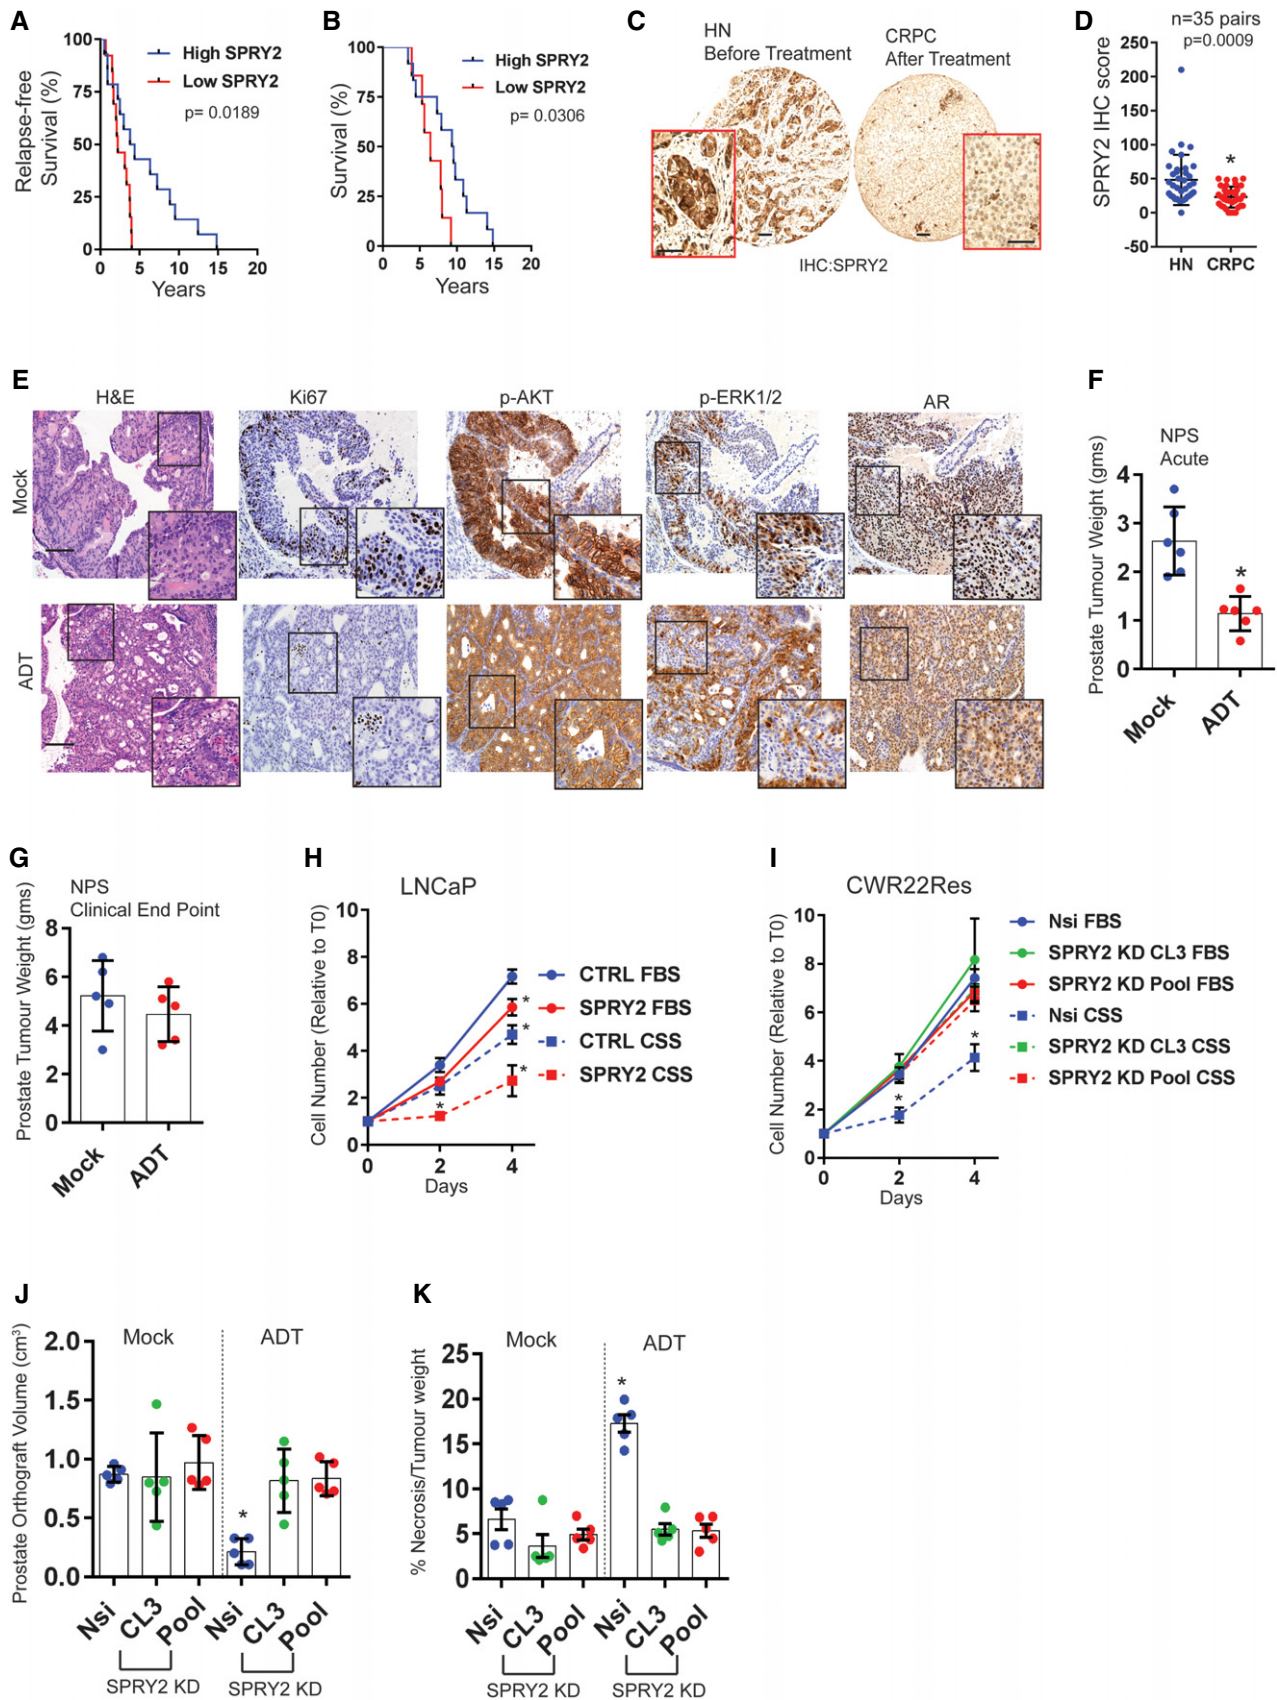 A
Relapse-free
Survival (%)
100
75
50
25
0
0 5 10 15 20
Years
High SPRY2
Low SPRY2
p= 0.0189
B
Survival (%)
100
75
50
25
0
0 5 10 15 20
Years
High SPRY2
Low SPRY2
p= 0.0306
C
HN
Before Treatment
CRPC
After Treatment
IHC:SPRY2
D
n=35 pairs
p=0.0009
SPRY2 IHC score
250
200
150
100
50
0
-50
*
HN CRPC
E
H&E Ki67 p-AKT p-ERK1/2 AR
Mock
ADT
F
NPS
Acute
Prostate Tumour Weight (gms)
4
3
2
1
0
*
Mock ADT
G
NPS
Clinical End Point
Prostate Tumour Weight (gms)
8
6
4
2
0
Mock ADT
H
LNCaP
Cell Number (Relative to T0)
10
8
6
4
2
0
0 2 4
Days
*
*
*
*
CTRL FBS
SPRY2 FBS
CTRL CSS
SPRY2 CSS
I
CWR22Res
Cell Number (Relative to T0)
10
8
6
4
2
0
0 2 4
Days
*
*
Nsi FBS
SPRY2 KD CL3 FBS
SPRY2 KD Pool FBS
Nsi CSS
SPRY2 KD CL3 CSS
SPRY2 KD Pool CSS
J
Prostate Orthograft Volume (cm³)
Mock ADT
2.0
1.5
1.0
0.5
0.0
*
Nsi CL3 Pool Nsi CL3 Pool
SPRY2 KD SPRY2 KD
K
% Necrosis/Tumour weight
Mock ADT
25
20
15
10
5
0
*
Nsi CL3 Pool Nsi CL3 Pool
SPRY2 KD SPRY2 KD